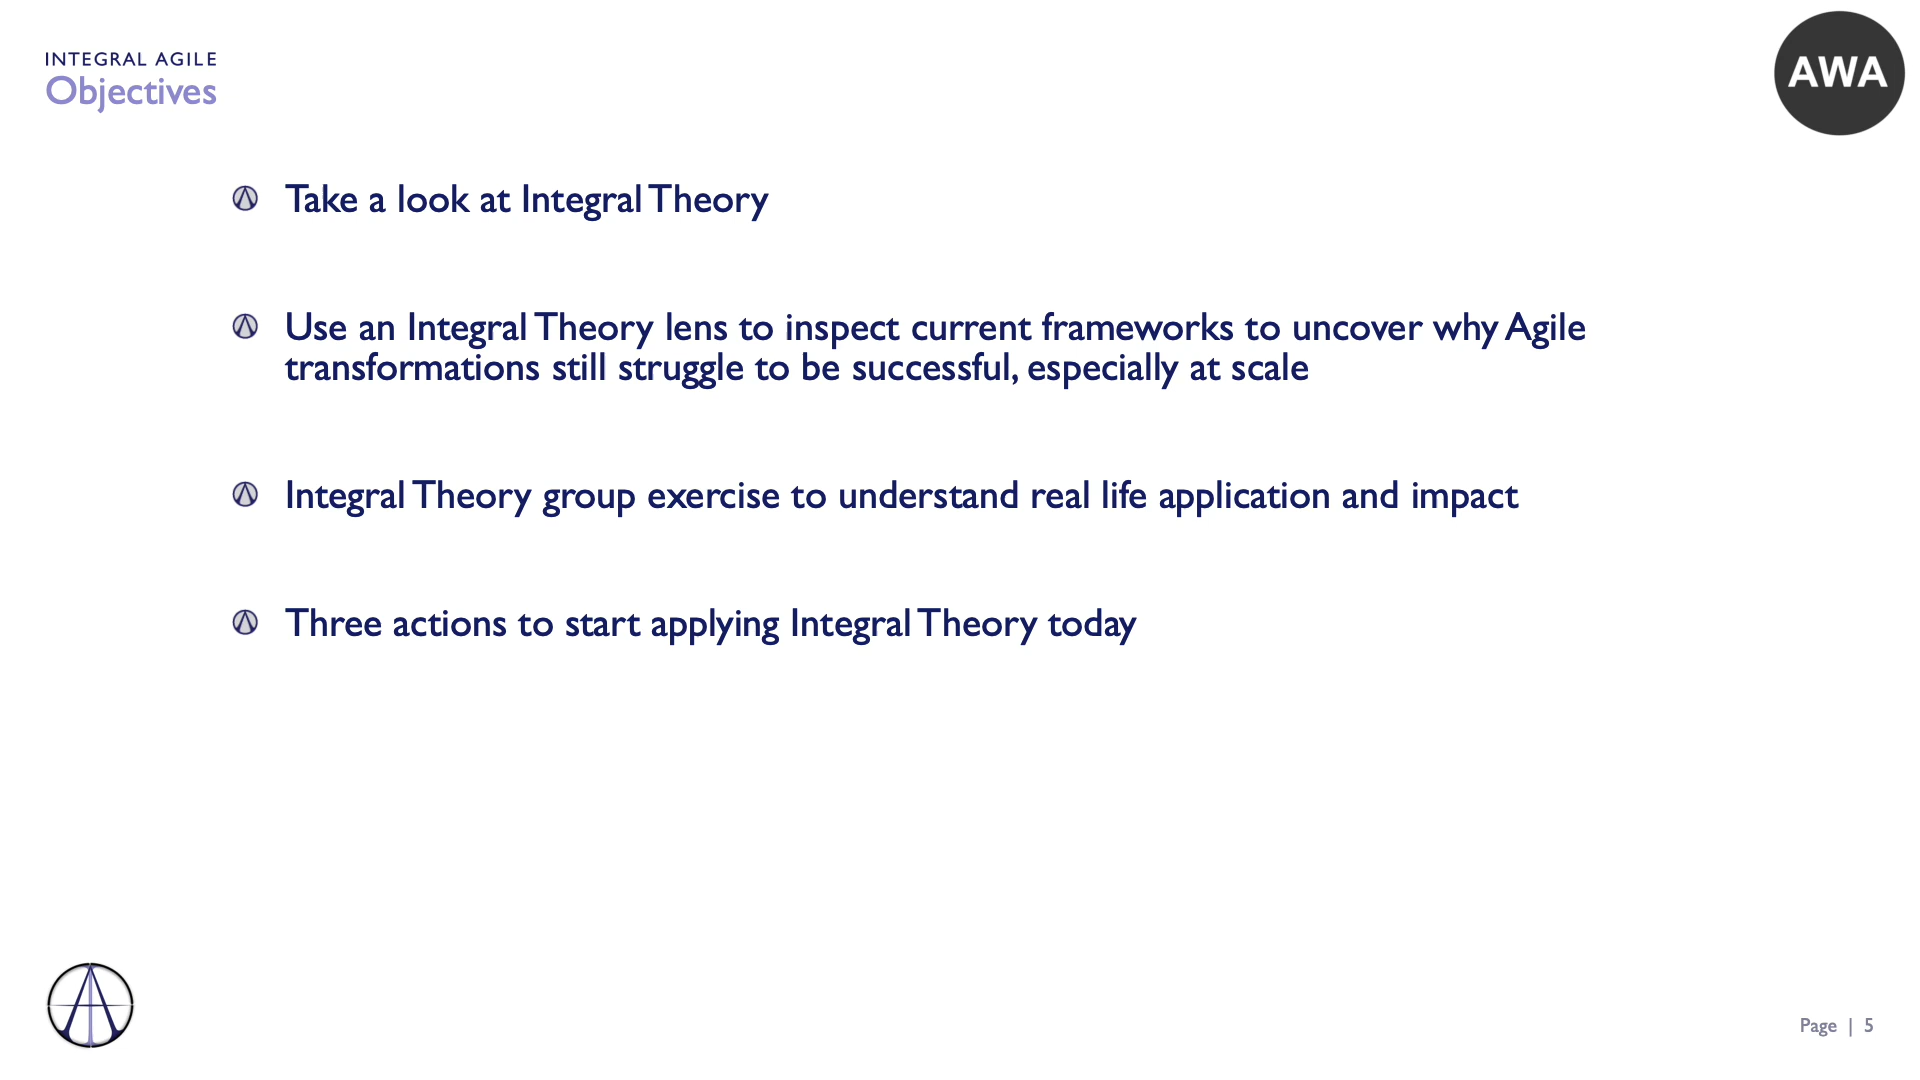 INTEGRAL AGILE
Objectives
AWA
Take a look at Integral Theory
Use an Integral Theory lens to inspect current frameworks to uncover why Agile
transformations still struggle to be successful, especially at scale
Integral Theory group exercise to understand real life application and impact
Three actions to start applying Integral Theory today
Page | 5